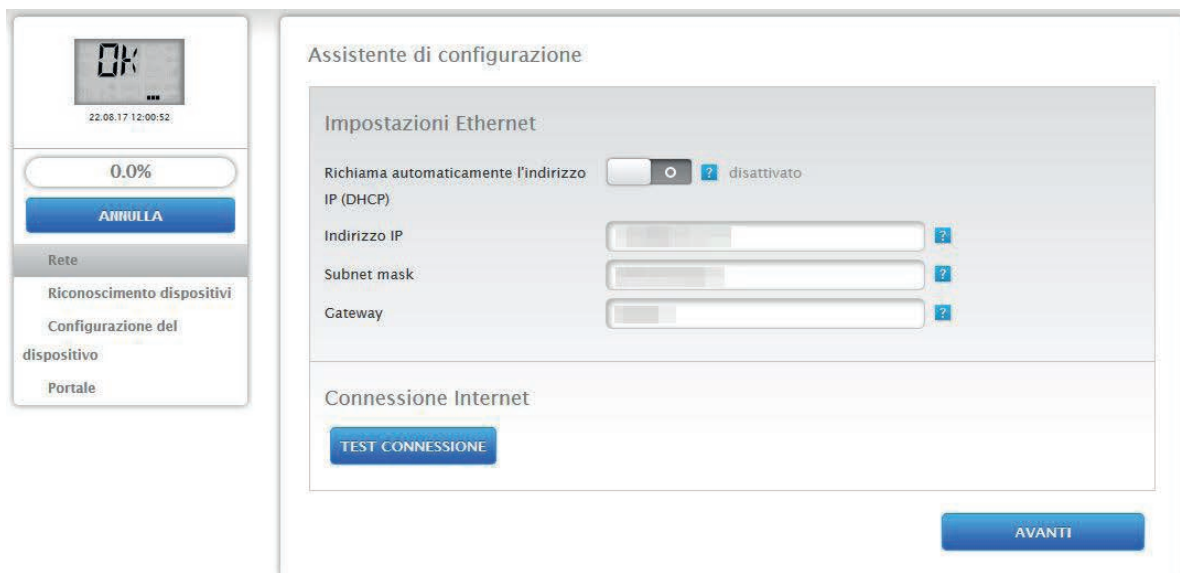 OK
22.08.17 12:00:52
0.0%
ANNULLA
Rete
Riconoscimento dispositivi
Configurazione del
dispositivo
Portale
Assistente di configurazione
Impostazioni Ethernet
Richiama automaticamente l'indirizzo
IP (DHCP)
? disattivato
Indirizzo IP
?
Subnet mask
?
Gateway
?
Connessione Internet
TEST CONNESSIONE
AVANTI